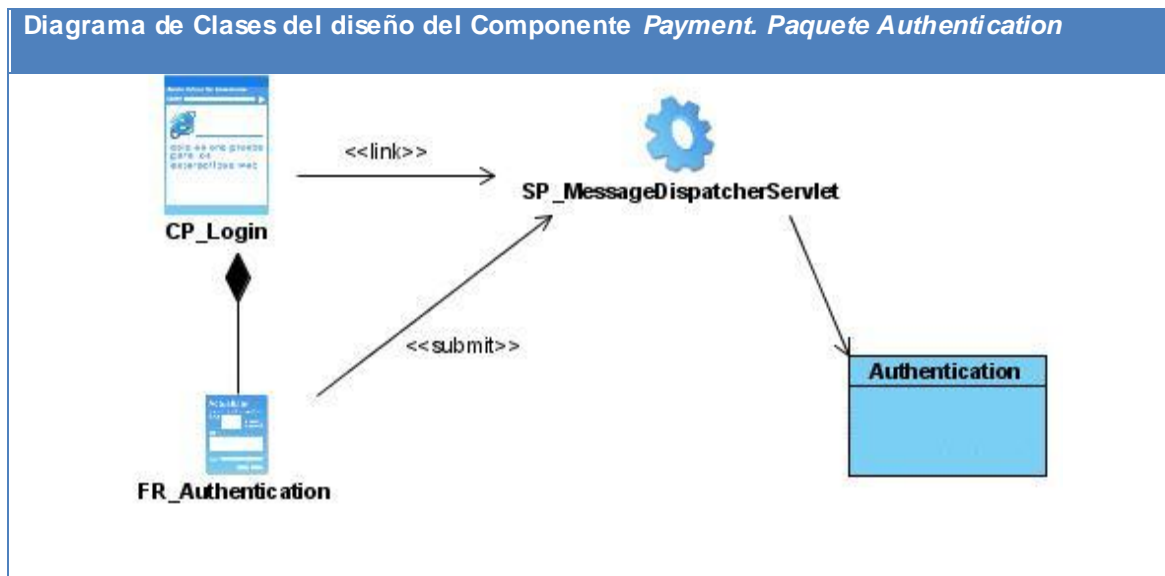 Diagrama de Clases del diseño del Componente Payment. Paquete Authentication
<<link>>
SP_MessageDispatcherServlet
CP_Login
<<submit>>
Authentication
FR_Authentication